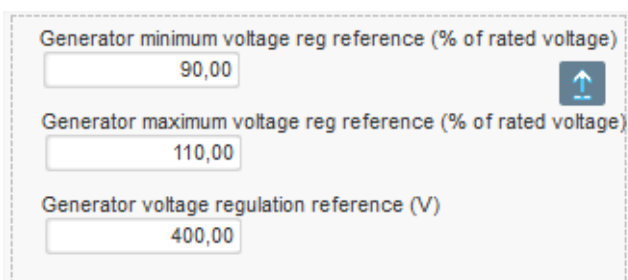 Generator minimum voltage reg reference (% of rated voltage)
90,00
Generator maximum voltage reg reference (% of rated voltage)
110,00
Generator voltage regulation reference (V)
400,00